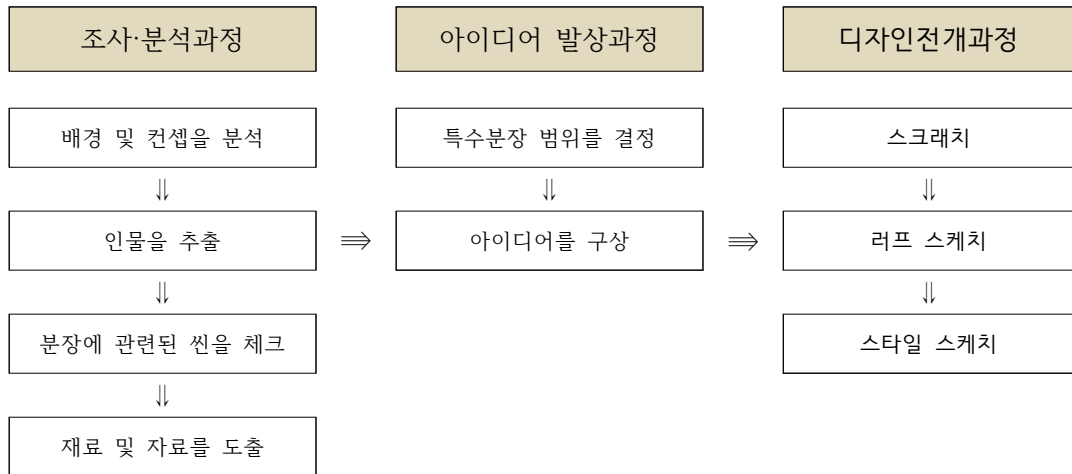 조사·분석과정
배경 및 컨셉을 분석
⇓
인물을 추출
⇓
분장에 관련된 씬을 체크
⇓
재료 및 자료를 도출
⇛
아이디어 발상과정
특수분장 범위를 결정
⇓
아이디어를 구상
⇛
디자인전개과정
스크래치
⇓
러프 스케치
⇓
스타일 스케치